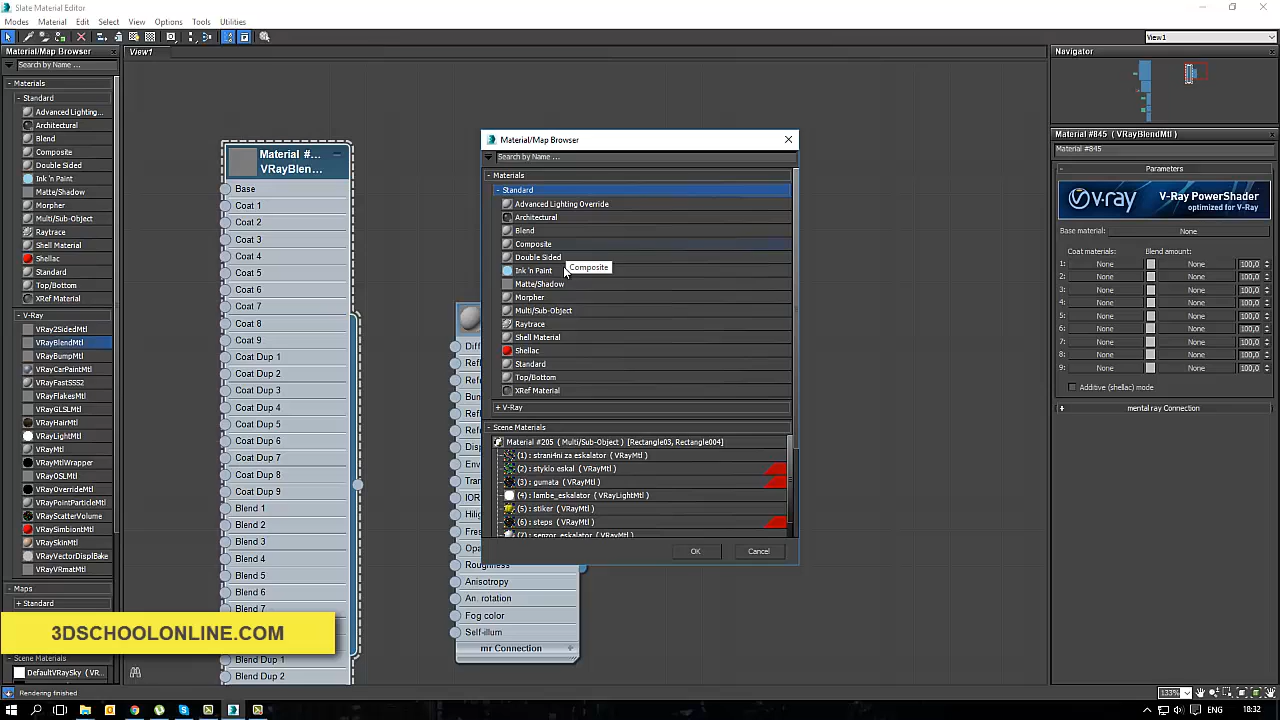 Slate Material Editor
Modes Material Edit Select View Options Tools Utilities
View1
Material/Map Browser
Search by Name ...
- Materials
- Standard
Advanced Lighting...
Architectural
Blend
Composite
Double Sided
Ink 'n Paint
Matte/Shadow
Morpher
Multi/Sub-Object
Raytrace
Shell Material
Shellac
Standard
Top/Bottom
XRef Material
- V-Ray
VRay2SidedMtl
VRayBlendMtl
VRayBumpMtl
VRayCarPaintMtl
VRayFastSSS2
VRayFlakesMtl
VRayGLSLMtl
VRayHairMtl
VRayLightMtl
VRayMtl
VRayMtlWrapper
VRayOSLMtl
VRayOverrideMtl
VRayPointParticleMtl
VRayScatterVolume
VRaySimbiontMtl
VRaySkinMtl
VRayVectorDisplBake
VRayVRmatMtl
- Maps
+ Standard
Scene Materials
DefaultVRaySky ( VR...
Rendering finished
View1
Material #...
VRayBlen...
Base
Coat 1
Coat 2
Coat 3
Coat 4
Coat 5
Coat 6
Coat 7
Coat 8
Coat 9
Coat Dup 1
Coat Dup 2
Coat Dup 3
Coat Dup 4
Coat Dup 5
Coat Dup 6
Coat Dup 7
Coat Dup 8
Coat Dup 9
Blend 1
Blend 2
Blend 3
Blend 4
Blend 5
Blend 6
Blend 7
Blend Dup 1
Blend Dup 2
3DSCHOOLONLINE.COM
Roughness
Anisotropy
An. rotation
Fog color
Self-illum
mr Connection
Material/Map Browser
Search by Name ...
- Materials
- Standard
Advanced Lighting Override
Architectural
Blend
Composite
Double Sided
Composite
Ink 'n Paint
Matte/Shadow
Morpher
Multi/Sub-Object
Raytrace
Shell Material
Shellac
Standard
Top/Bottom
XRef Material
+ V-Ray
- Scene Materials
Material #205 ( Multi/Sub-Object ) [Rectangle03, Rectangle004]
(1) : strani4ni za eskalator ( VRayMtl )
(2) : styklo eskal ( VRayMtl )
(3) : gumata ( VRayMtl )
(4) : lambe_eskalator ( VRayLightMtl )
(5) : stiker ( VRayMtl )
(6) : steps ( VRayMtl )
(7) : senzor_eskalator ( VRayMtl )
OK Cancel
Navigator
Material #845 ( VRayBlendMtl )
Material #845
- Parameters
v·ray V-Ray PowerShader
optimized for V-Ray
Base material: None
Coat materials: Blend amount:
1: None None 100,0
2: None None 100,0
3: None None 100,0
4: None None 100,0
5: None None 100,0
6: None None 100,0
7: None None 100,0
8: None None 100,0
9: None None 100,0
Additive (shellac) mode
+ mental ray Connection
133%
ENG 18:32